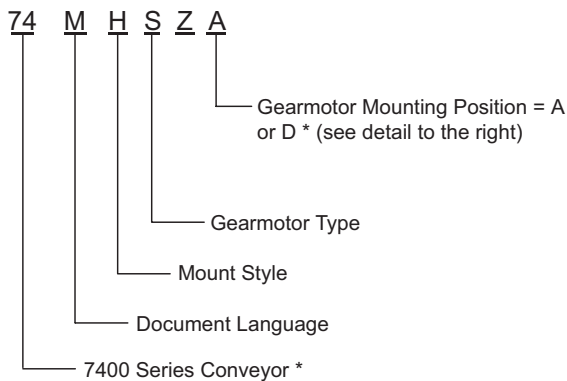 74 M H S Z A
Gearmotor Mounting Position = A
or D * (see detail to the right)
Gearmotor Type
Mount Style
Document Language
7400 Series Conveyor *